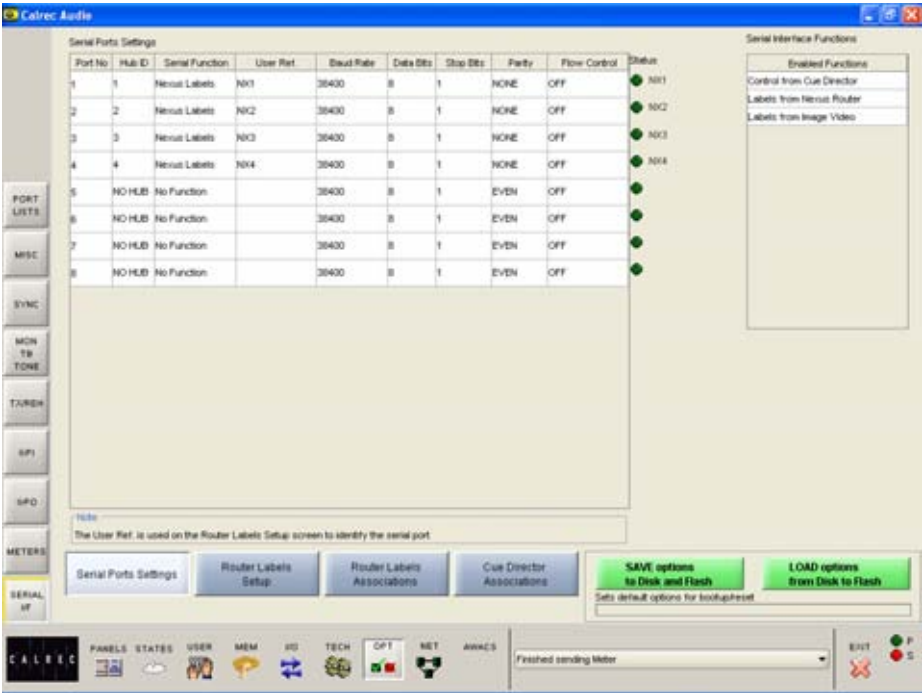 Calrec Audio
Serial Ports Settings
Port No Hub ID Serial Function User Ref. Baud Rate Data Bits Stop Bits Parity Flow Control Status
1 1 Nexus Labels NX1 38400 8 1 NONE OFF NX1
2 2 Nexus Labels NX2 38400 8 1 NONE OFF NX2
3 3 Nexus Labels NX3 38400 8 1 NONE OFF NX3
4 4 Nexus Labels NX4 38400 8 1 NONE OFF NX4
5 NO HUB No Function 38400 8 1 EVEN OFF
6 NO HUB No Function 38400 8 1 EVEN OFF
7 NO HUB No Function 38400 8 1 EVEN OFF
8 NO HUB No Function 38400 8 1 EVEN OFF
Serial Interface Functions
Enabled Functions
Control from Cue Director
Labels from Nexus Router
Labels from Image Video
PORT
LISTS
MISC
SYNC
MON
TB
TONE
TX/REH
GPI
GPO
METERS
SERIAL
I/F
Note
The User Ref. is used on the Router Labels Setup screen to identify the serial port
Serial Ports Settings
Router Labels
Setup
Router Labels
Associations
Cue Director
Associations
SAVE options
to Disk and Flash
LOAD options
from Disk to Flash
Sets default options for bootup/reset
CALREC
PANELS STATES USER MEM I/O TECH OPT NET AWACS
Finished sending Meter
EXIT
P
S